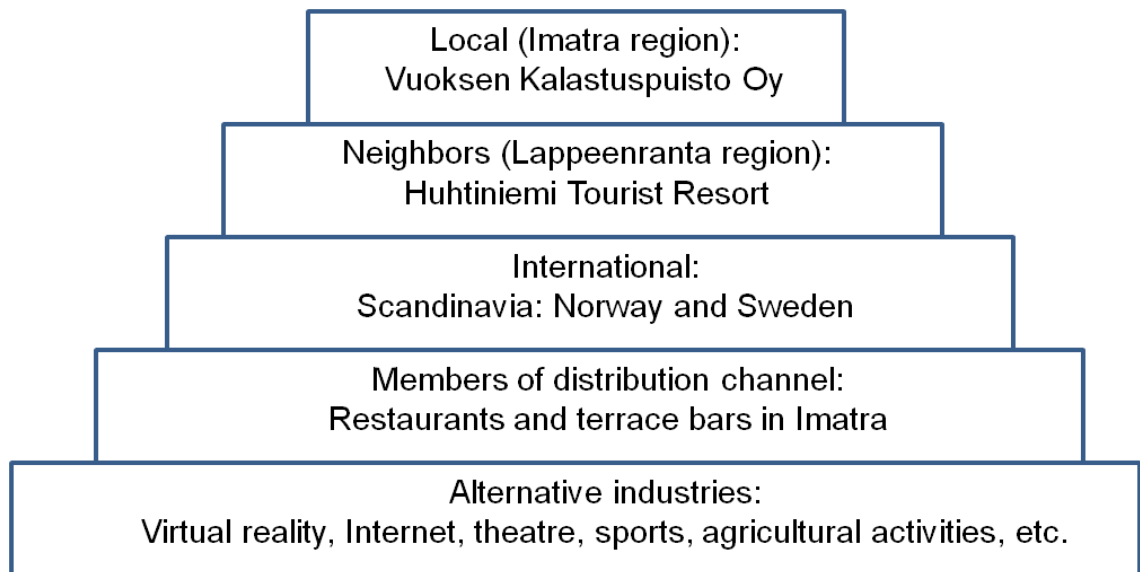 Local (Imatra region):
Vuoksen Kalastuspuisto Oy
Neighbors (Lappeenranta region):
Huhtiniemi Tourist Resort
International:
Scandinavia: Norway and Sweden
Members of distribution channel:
Restaurants and terrace bars in Imatra
Alternative industries:
Virtual reality, Internet, theatre, sports, agricultural activities, etc.